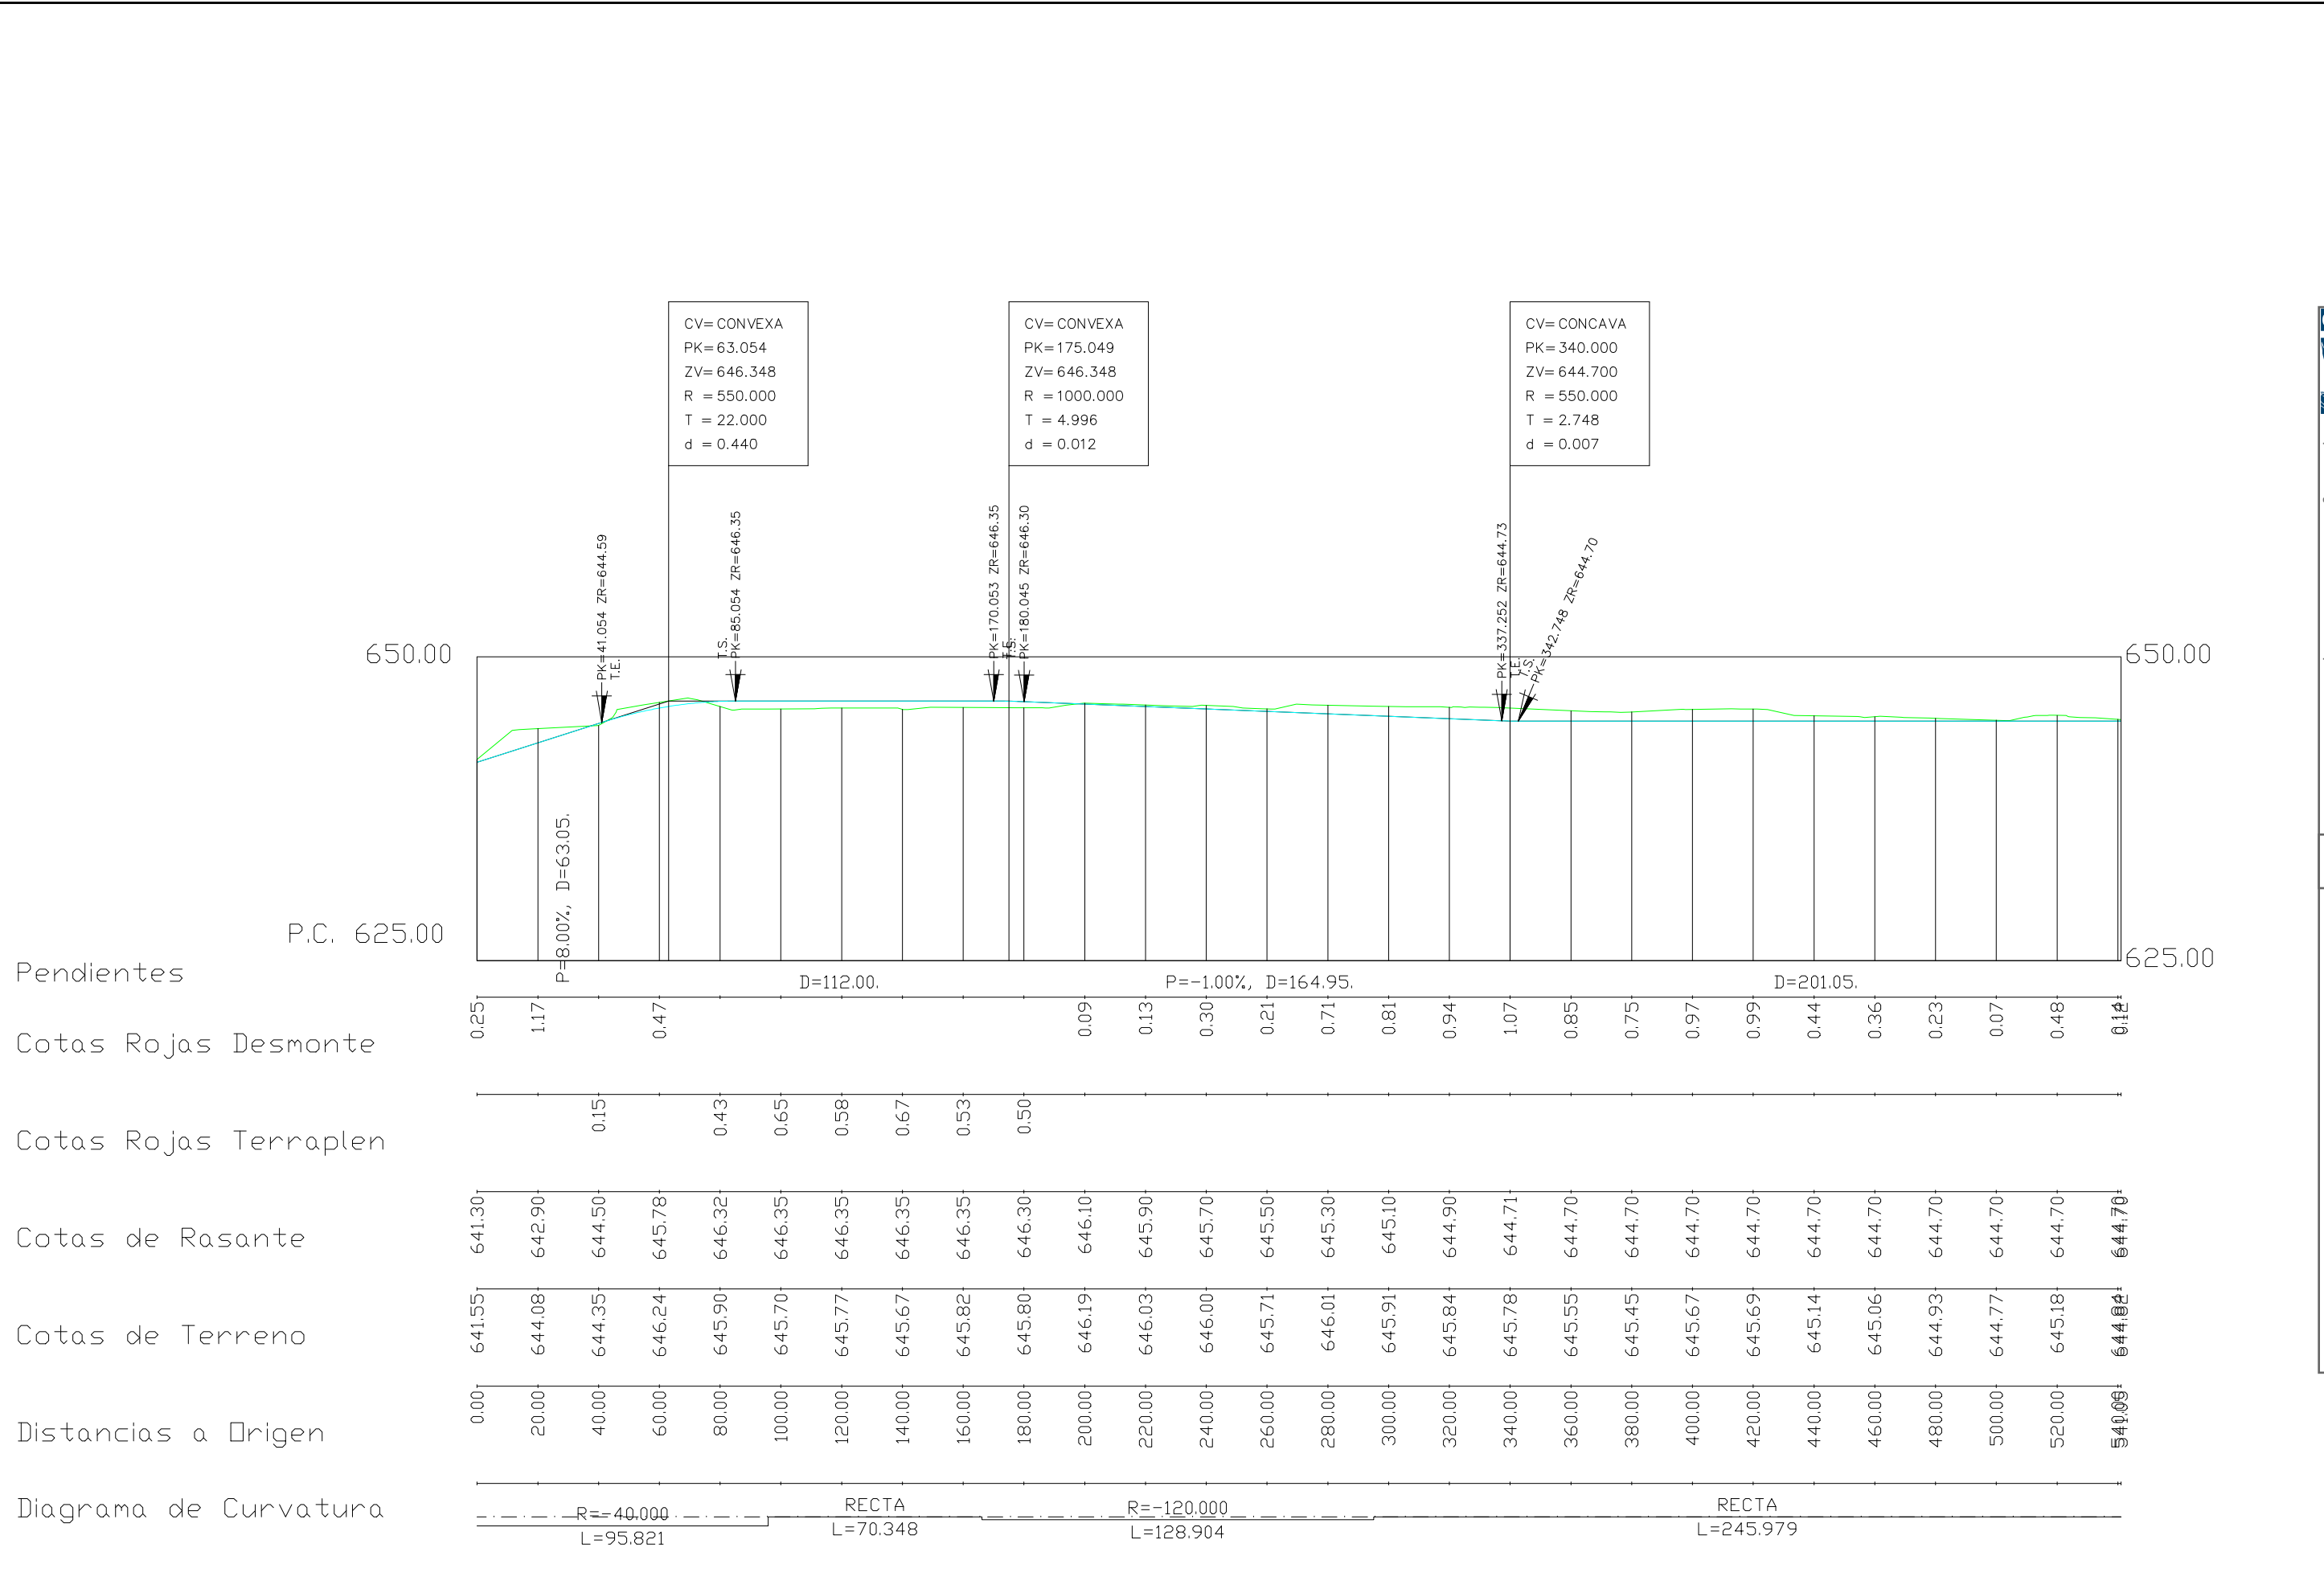 CV= CONVEXA
PK= 63.054
ZV= 646.348
R = 550.000
T = 22.000
d = 0.440
CV= CONVEXA
PK= 175.049
ZV= 646.348
R = 1000.000
T = 4.996
d = 0.012
CV= CONCAVA
PK= 340.000
ZV= 644.700
R = 550.000
T = 2.748
d = 0.007
PK=41.054 ZR=644.59
T.E.
T.S.
PK=85.054 ZR=646.35
PK=170.053 ZR=646.35
T.E.
T.S.
PK=180.045 ZR=646.30
PK=337.252 ZR=644.73
T.E.
T.S.
PK=342.748 ZR=644.70
650.00
650.00
P.C. 625.00
625.00
Pendientes
P=8.00%, D=63.05.
D=112.00.
P=-1.00%, D=164.95.
D=201.05.
Cotas Rojas Desmonte
0.25 1.17 0.47 0.09 0.13 0.30 0.21 0.71 0.81 0.94 1.07 0.85 0.75 0.97 0.99 0.44 0.36 0.23 0.07 0.48 0.12
Cotas Rojas Terraplen
0.15 0.43 0.65 0.58 0.67 0.53 0.50
Cotas de Rasante
641.30 642.90 644.50 645.78 646.32 646.35 646.35 646.35 646.35 646.30 646.10 645.90 645.70 645.50 645.30 645.10 644.90 644.71 644.70 644.70 644.70 644.70 644.70 644.70 644.70 644.70 644.70 644.70 644.70
Cotas de Terreno
641.55 644.08 644.35 646.24 645.90 645.70 645.77 645.67 645.82 645.80 646.19 646.03 646.00 645.71 646.01 645.91 645.84 645.78 645.55 645.45 645.67 645.69 645.14 645.06 644.93 644.77 645.18 644.82
Distancias a Origen
0.00 20.00 40.00 60.00 80.00 100.00 120.00 140.00 160.00 180.00 200.00 220.00 240.00 260.00 280.00 300.00 320.00 340.00 360.00 380.00 400.00 420.00 440.00 460.00 480.00 500.00 520.00
Diagrama de Curvatura
R=-40.000
L=95.821
RECTA
L=70.348
R=-120.000
L=128.904
RECTA
L=245.979